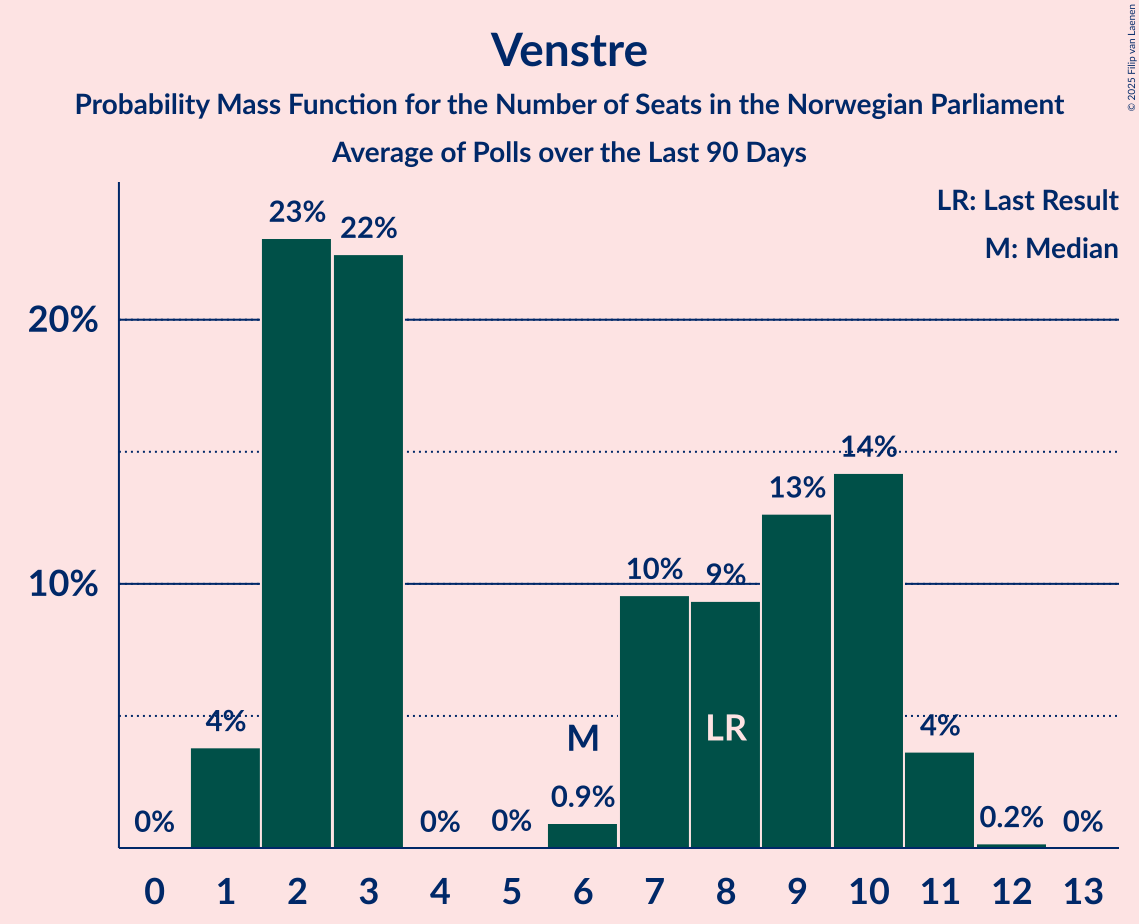 Venstre
Probability Mass Function for the Number of Seats in the Norwegian Parliament
Average of Polls over the Last 90 Days
© 2025 Filip van Laenen
LR: Last Result
M: Median
20%
10%
0%
4%
23%
22%
0%
0%
0.9%
10%
9%
13%
14%
4%
0.2%
0%
M
LR
0 1 2 3 4 5 6 7 8 9 10 11 12 13